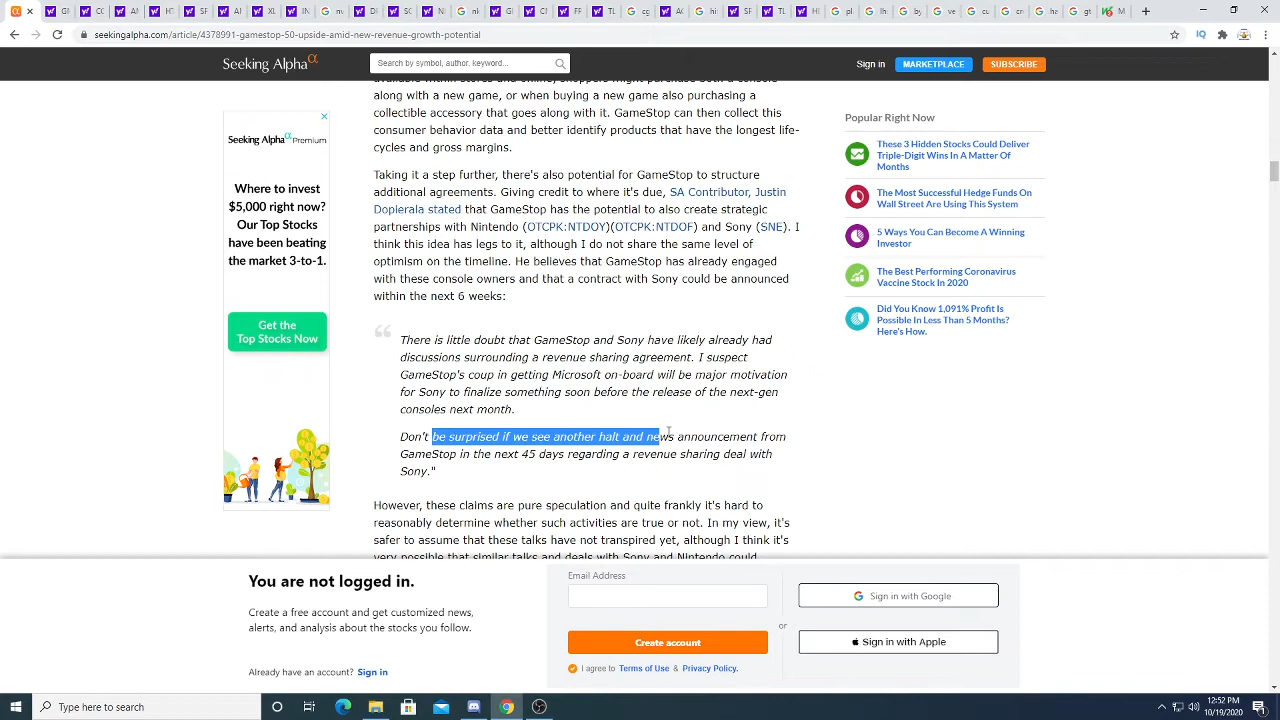 seekingalpha.com/article/4378991-gamestop-50-upside-amid-new-revenue-growth-potential
IQ
Seeking Alpha α
Search by symbol, author, keyword...
Sign in
MARKETPLACE
SUBSCRIBE
along with a new game, or when buying a new game also purchasing a
collectible accessory that goes along with it. GameStop can then collect this
consumer behavior data and better identify products that have the longest life-
cycles and gross margins.
Taking it a step further, there's also potential for GameStop to structure
additional agreements. Giving credit to where it's due, SA Contributor, Justin
Dopierala stated that GameStop has the potential to also create strategic
partnerships with Nintendo (OTCPK:NTDOY)(OTCPK:NTDOF) and Sony (SNE). I
think this idea has legs to it, although I do not share the same level of
optimism on the timeline. He believes that GameStop has already engaged
with these console owners and that a contract with Sony could be announced
within the next 6 weeks:
There is little doubt that GameStop and Sony have likely already had
discussions surrounding a revenue sharing agreement. I suspect
GameStop's coup in getting Microsoft on-board will be major motivation
for Sony to finalize something soon before the release of the next-gen
consoles next month.
Don't be surprised if we see another halt and news announcement from
GameStop in the next 45 days regarding a revenue sharing deal with
Sony."
However, these claims are pure speculation and quite frankly it's hard to
reasonably determine whether such activities are true or not. In my view, it's
safer to assume that these talks have not transpired yet, although I think it's
very possible that similar deals with Sony and Nintendo could
Seeking Alpha α Premium
Where to invest
$5,000 right now?
Our Top Stocks
have been beating
the market 3-to-1.
Get the
Top Stocks Now
Popular Right Now
These 3 Hidden Stocks Could Deliver
Triple-Digit Wins In A Matter Of
Months
The Most Successful Hedge Funds On
Wall Street Are Using This System
5 Ways You Can Become A Winning
Investor
The Best Performing Coronavirus
Vaccine Stock In 2020
Did You Know 1,091% Profit Is
Possible In Less Than 5 Months?
Here's How.
You are not logged in.
Create a free account and get customized news,
alerts, and analysis about the stocks you follow.
Already have an account? Sign in
Email Address
Create account
I agree to Terms of Use & Privacy Policy.
or
Sign in with Google
Sign in with Apple
Type here to search
12:52 PM
10/19/2020